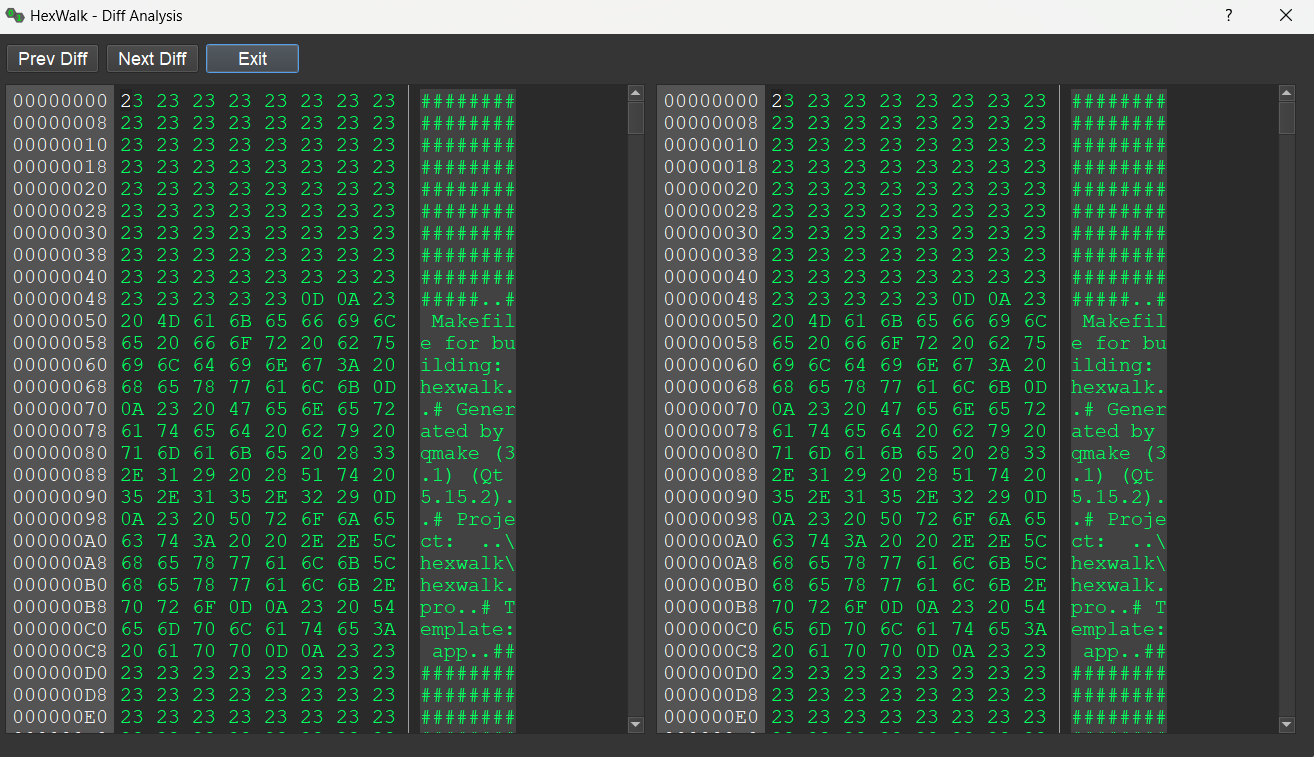 HexWalk - Diff Analysis
Prev Diff Next Diff Exit
00000000 23 23 23 23 23 23 23 23 ######## 00000000 23 23 23 23 23 23 23 23 ########
00000008 23 23 23 23 23 23 23 23 ######## 00000008 23 23 23 23 23 23 23 23 ########
00000010 23 23 23 23 23 23 23 23 ######## 00000010 23 23 23 23 23 23 23 23 ########
00000018 23 23 23 23 23 23 23 23 ######## 00000018 23 23 23 23 23 23 23 23 ########
00000020 23 23 23 23 23 23 23 23 ######## 00000020 23 23 23 23 23 23 23 23 ########
00000028 23 23 23 23 23 23 23 23 ######## 00000028 23 23 23 23 23 23 23 23 ########
00000030 23 23 23 23 23 23 23 23 ######## 00000030 23 23 23 23 23 23 23 23 ########
00000038 23 23 23 23 23 23 23 23 ######## 00000038 23 23 23 23 23 23 23 23 ########
00000040 23 23 23 23 23 23 23 23 ######## 00000040 23 23 23 23 23 23 23 23 ########
00000048 23 23 23 23 23 0D 0A 23 #####..# 00000048 23 23 23 23 23 0D 0A 23 #####..#
00000050 20 4D 61 6B 65 66 69 6C  Makefil 00000050 20 4D 61 6B 65 66 69 6C  Makefil
00000058 65 20 66 6F 72 20 62 75 e for bu 00000058 65 20 66 6F 72 20 62 75 e for bu
00000060 69 6C 64 69 6E 67 3A 20 ilding:  00000060 69 6C 64 69 6E 67 3A 20 ilding: 
00000068 68 65 78 77 61 6C 6B 0D hexwalk. 00000068 68 65 78 77 61 6C 6B 0D hexwalk.
00000070 0A 23 20 47 65 6E 65 72 .# Gener 00000070 0A 23 20 47 65 6E 65 72 .# Gener
00000078 61 74 65 64 20 62 79 20 ated by  00000078 61 74 65 64 20 62 79 20 ated by 
00000080 71 6D 61 6B 65 20 28 33 qmake (3 00000080 71 6D 61 6B 65 20 28 33 qmake (3
00000088 2E 31 29 20 28 51 74 20 .1) (Qt  00000088 2E 31 29 20 28 51 74 20 .1) (Qt 
00000090 35 2E 31 35 2E 32 29 0D 5.15.2). 00000090 35 2E 31 35 2E 32 29 0D 5.15.2).
00000098 0A 23 20 50 72 6F 6A 65 .# Proje 00000098 0A 23 20 50 72 6F 6A 65 .# Proje
000000A0 63 74 3A 20 20 2E 2E 5C ct:  ..\ 000000A0 63 74 3A 20 20 2E 2E 5C ct:  ..\
000000A8 68 65 78 77 61 6C 6B 5C hexwalk\ 000000A8 68 65 78 77 61 6C 6B 5C hexwalk\
000000B0 68 65 78 77 61 6C 6B 2E hexwalk. 000000B0 68 65 78 77 61 6C 6B 2E hexwalk.
000000B8 70 72 6F 0D 0A 23 20 54 pro..# T 000000B8 70 72 6F 0D 0A 23 20 54 pro..# T
000000C0 65 6D 70 6C 61 74 65 3A emplate: 000000C0 65 6D 70 6C 61 74 65 3A emplate:
000000C8 20 61 70 70 0D 0A 23 23  app..## 000000C8 20 61 70 70 0D 0A 23 23  app..##
000000D0 23 23 23 23 23 23 23 23 ######## 000000D0 23 23 23 23 23 23 23 23 ########
000000D8 23 23 23 23 23 23 23 23 ######## 000000D8 23 23 23 23 23 23 23 23 ########
000000E0 23 23 23 23 23 23 23 23 ######## 000000E0 23 23 23 23 23 23 23 23 ########